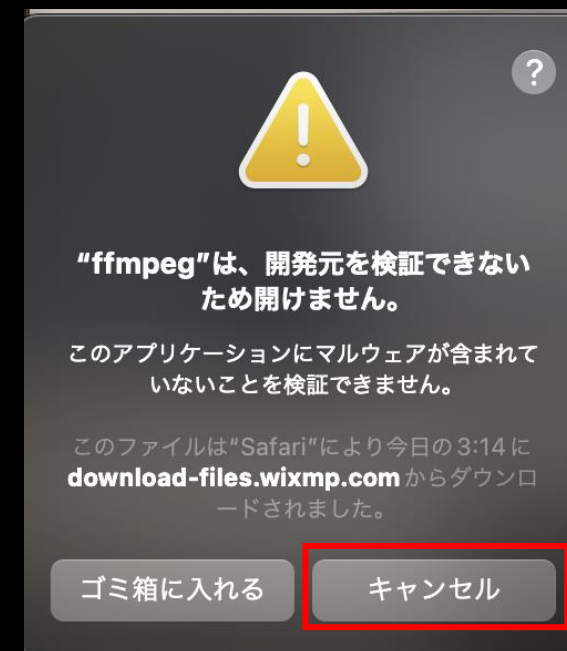 ?
“ffmpeg”は、開発元を検証できない
ため開けません。
このアプリケーションにマルウェアが含まれて
いないことを検証できません。
このファイルは“Safari”により今日の3:14に
download-files.wixmp.comからダウンロ
ードされました。
ゴミ箱に入れる
キャンセル